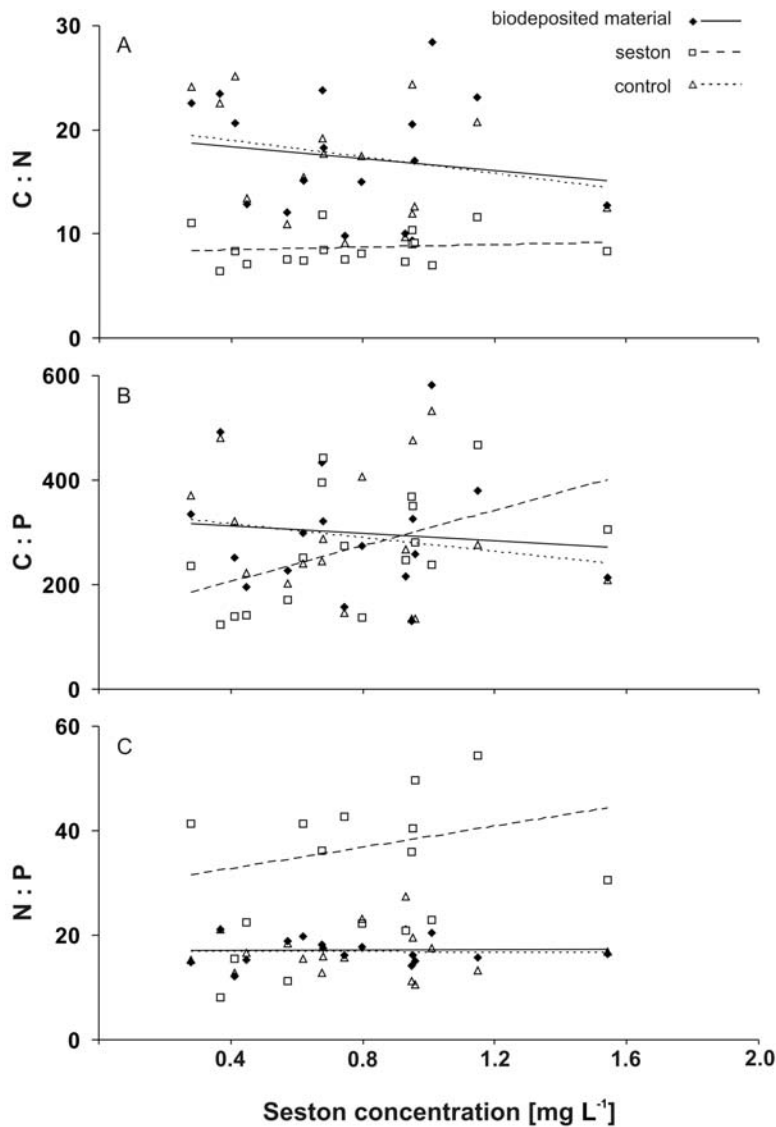 biodeposited material
seston
control
A
30
20
10
0
C : N
B
600
400
200
0
C : P
C
60
40
20
0
N : P
0.4 0.8 1.2 1.6 2.0
Seston concentration [mg L⁻¹]